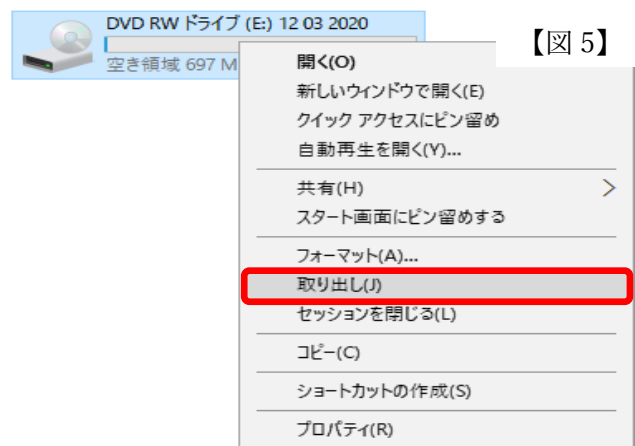 DVD RW ドライブ (E:) 12 03 2020
空き領域 697 M
【図 5】
開く(O)
新しいウィンドウで開く(E)
クイック アクセスにピン留め
自動再生を開く(Y)...
共有(H)
スタート画面にピン留めする
フォーマット(A)...
取り出し(J)
セッションを閉じる(L)
コピー(C)
ショートカットの作成(S)
プロパティ(R)